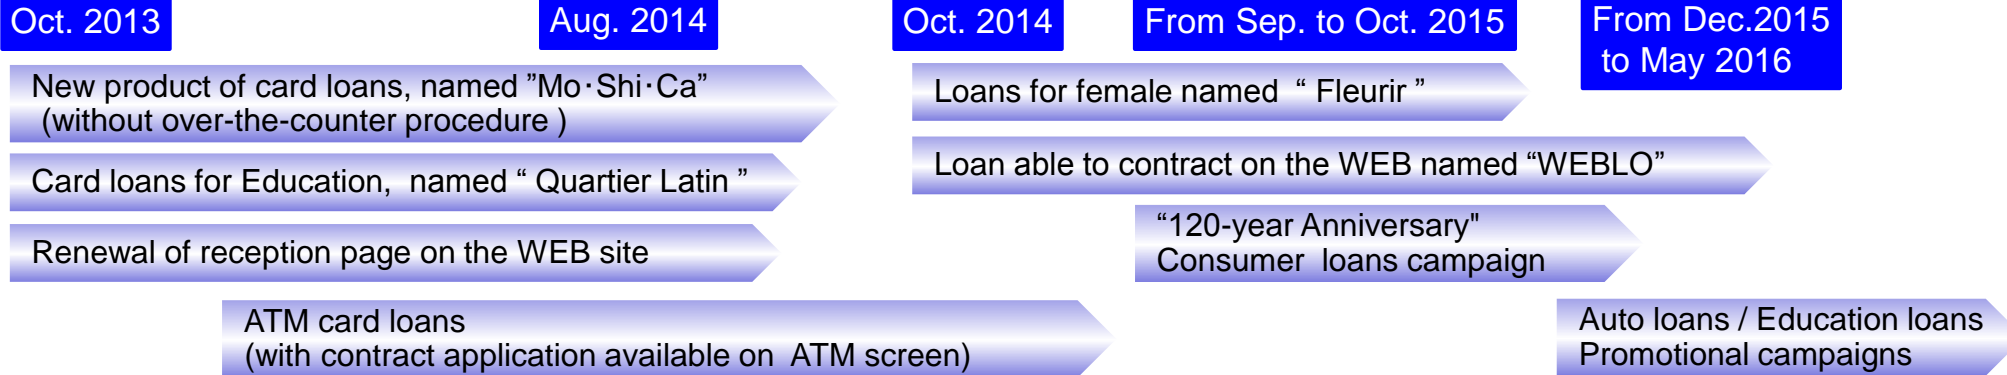 Oct. 2013
Aug. 2014
Oct. 2014
From Sep. to Oct. 2015
From Dec.2015
to May 2016
New product of card loans, named ”Mo･Shi･Ca”
(without over-the-counter procedure )
Loans for female named “ Fleurir ”
Card loans for Education, named “ Quartier Latin ”
Loan able to contract on the WEB named “WEBLO”
Renewal of reception page on the WEB site
“120-year Anniversary"
Consumer loans campaign
ATM card loans
(with contract application available on ATM screen)
Auto loans / Education loans
Promotional campaigns